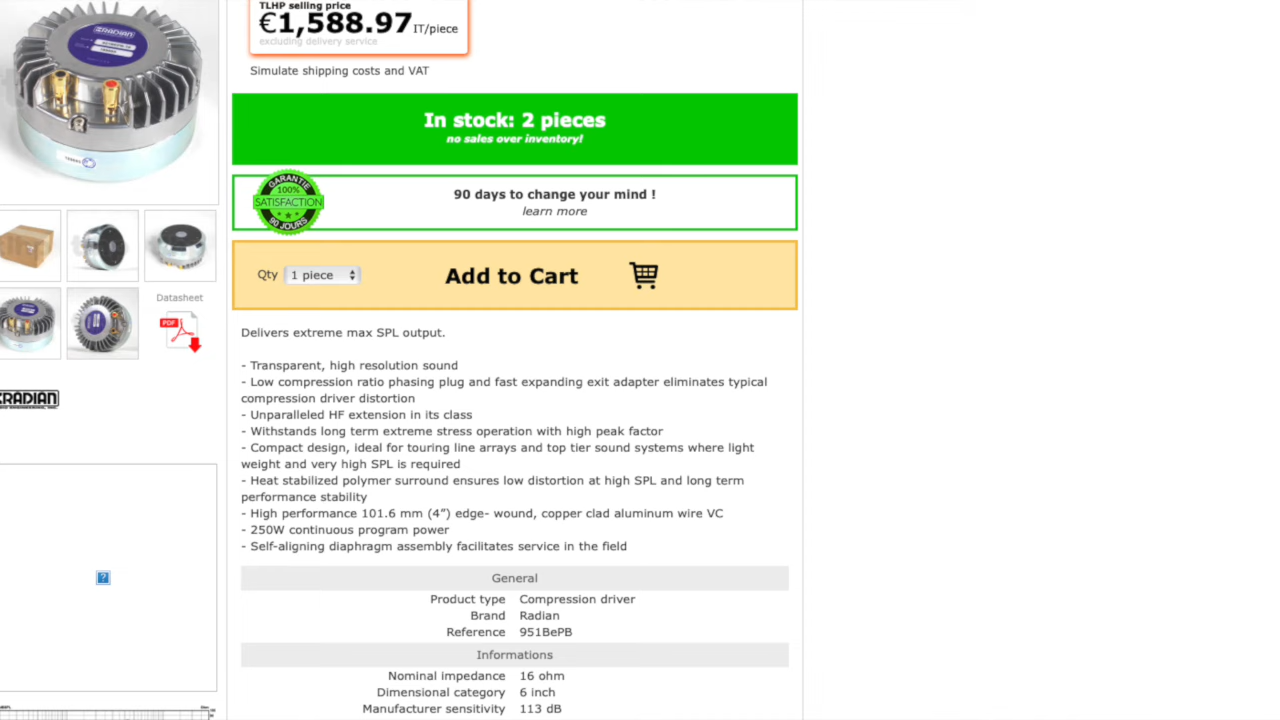 TLHP selling price
€1,588.97 IT/piece
excluding delivery service
Simulate shipping costs and VAT
RADIAN
In stock: 2 pieces
no sales over inventory!
GARANTIE
100%
SATISFACTION
90 JOURS
90 days to change your mind !
learn more
Qty 1 piece Add to Cart
Datasheet
PDF
RADIAN
Delivers extreme max SPL output.
- Transparent, high resolution sound
- Low compression ratio phasing plug and fast expanding exit adapter eliminates typical
compression driver distortion
- Unparalleled HF extension in its class
- Withstands long term extreme stress operation with high peak factor
- Compact design, ideal for touring line arrays and top tier sound systems where light
weight and very high SPL is required
- Heat stabilized polymer surround ensures low distortion at high SPL and long term
performance stability
- High performance 101.6 mm (4”) edge- wound, copper clad aluminum wire VC
- 250W continuous program power
- Self-aligning diaphragm assembly facilitates service in the field
General
Product type Compression driver
Brand Radian
Reference 951BePB
Informations
Nominal impedance 16 ohm
Dimensional category 6 inch
Manufacturer sensitivity 113 dB